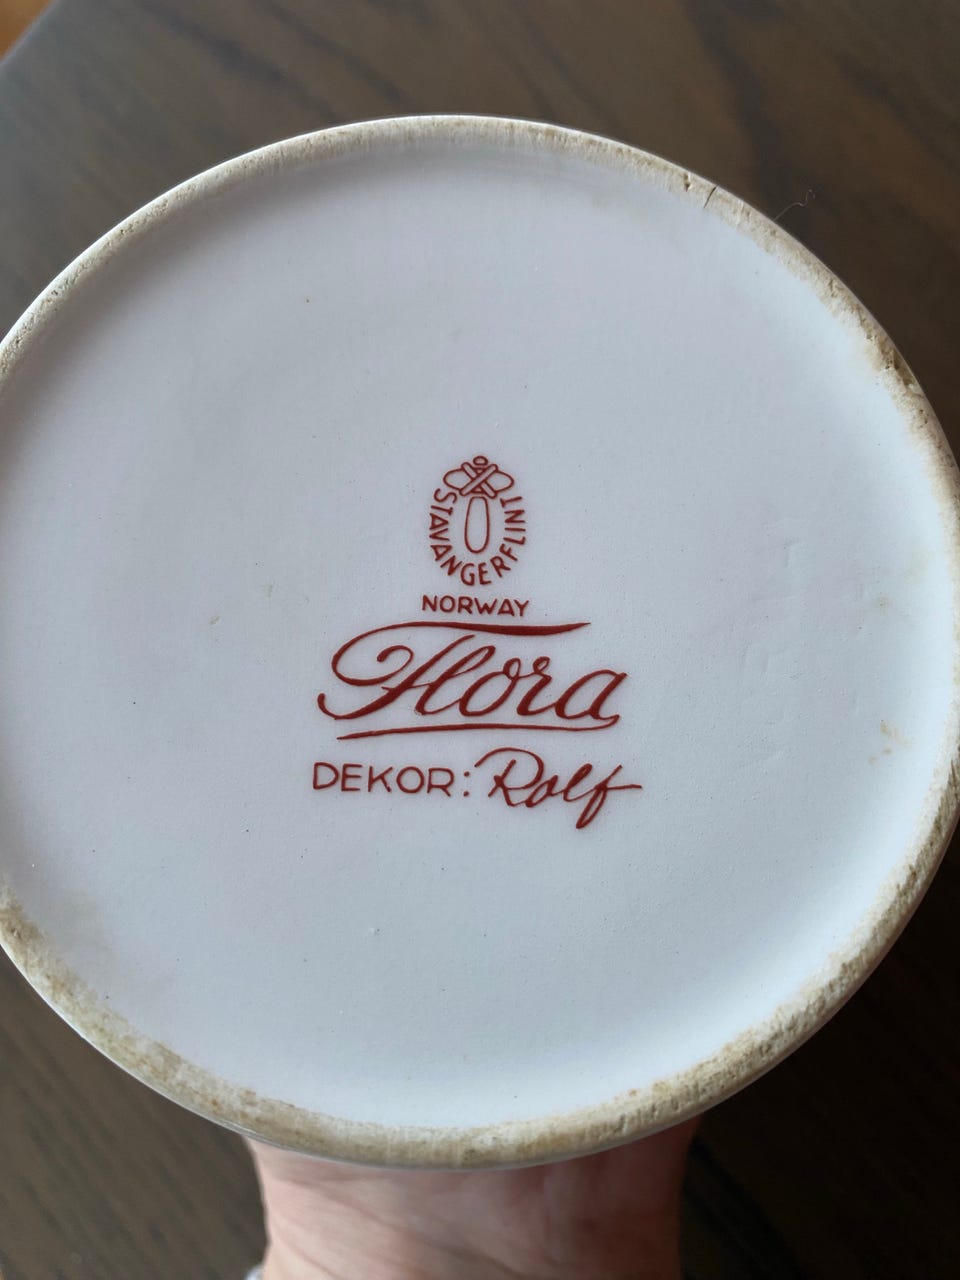 STAVANGERFLINT
NORWAY
Flora
DEKOR: Rolf